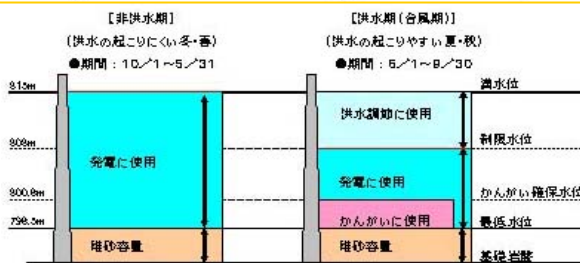 [非洪水期]
(洪水の起こりにくい冬・春)
●期間：10/1～5/31
[洪水期(台風期)]
(洪水の起こりやすい夏・秋)
●期間：6/1～9/30
815m
満水位
洪水調節に使用
808m
制限水位
発電に使用
発電に使用
800.8m
かんがい確保水位
かんがいに使用
798.5m
最低水位
堆砂容量
堆砂容量
基礎岩盤